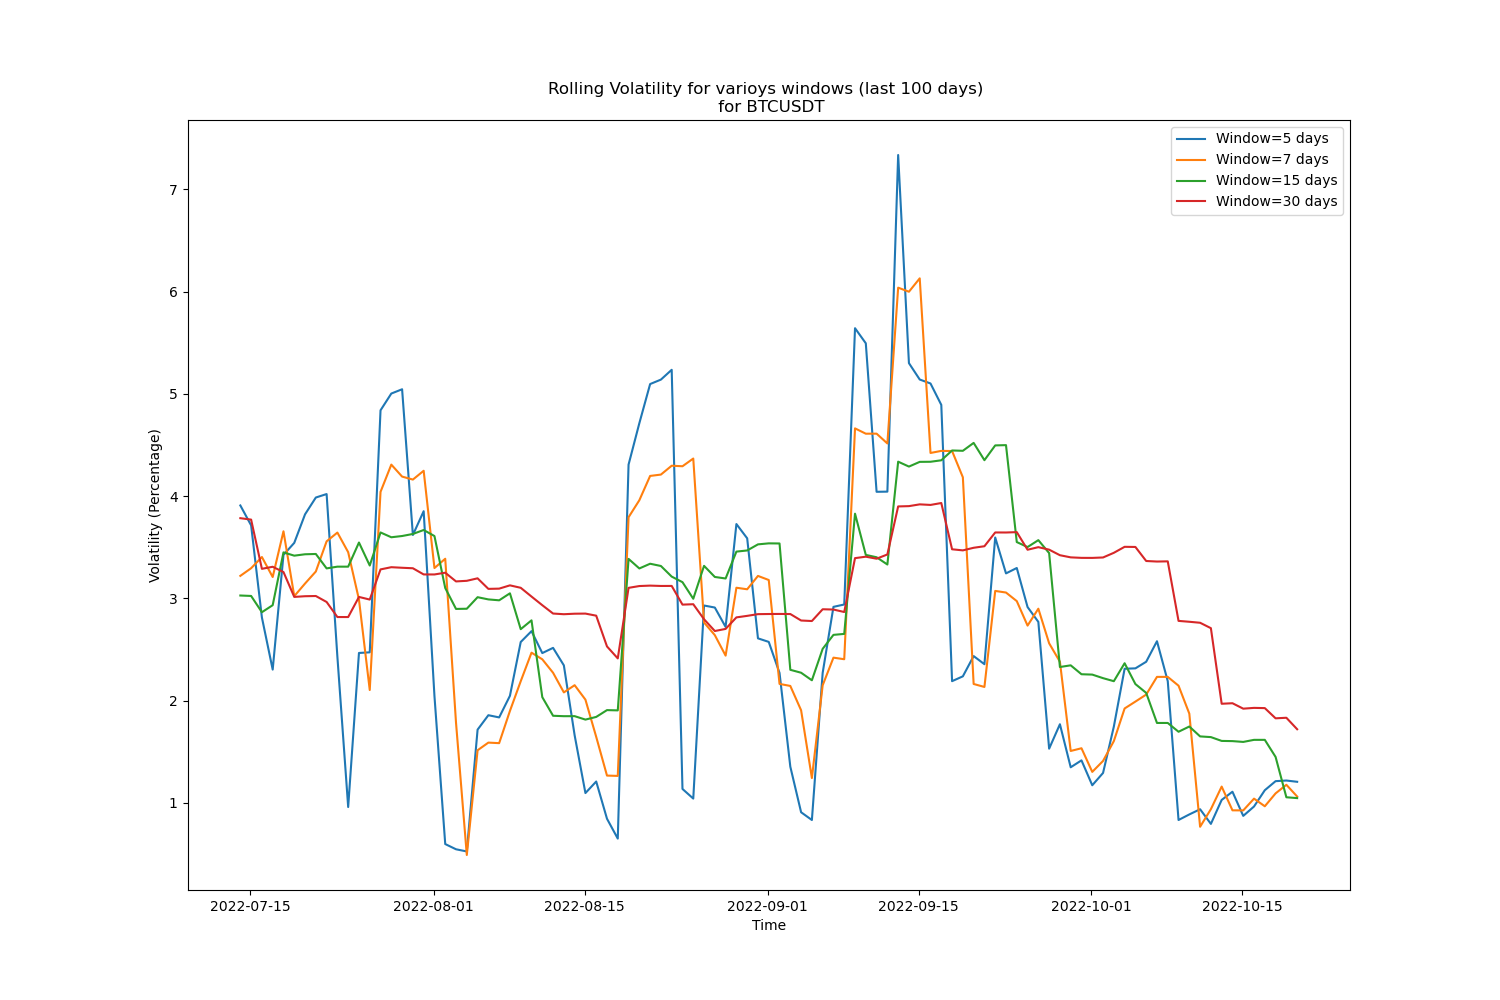 Rolling Volatility for varioys windows (last 100 days)
for BTCUSDT
Window=5 days
Window=7 days
Window=15 days
Window=30 days
Volatility (Percentage)
7
6
5
4
3
2
1
2022-07-15
2022-08-01
2022-08-15
2022-09-01
2022-09-15
2022-10-01
2022-10-15
Time